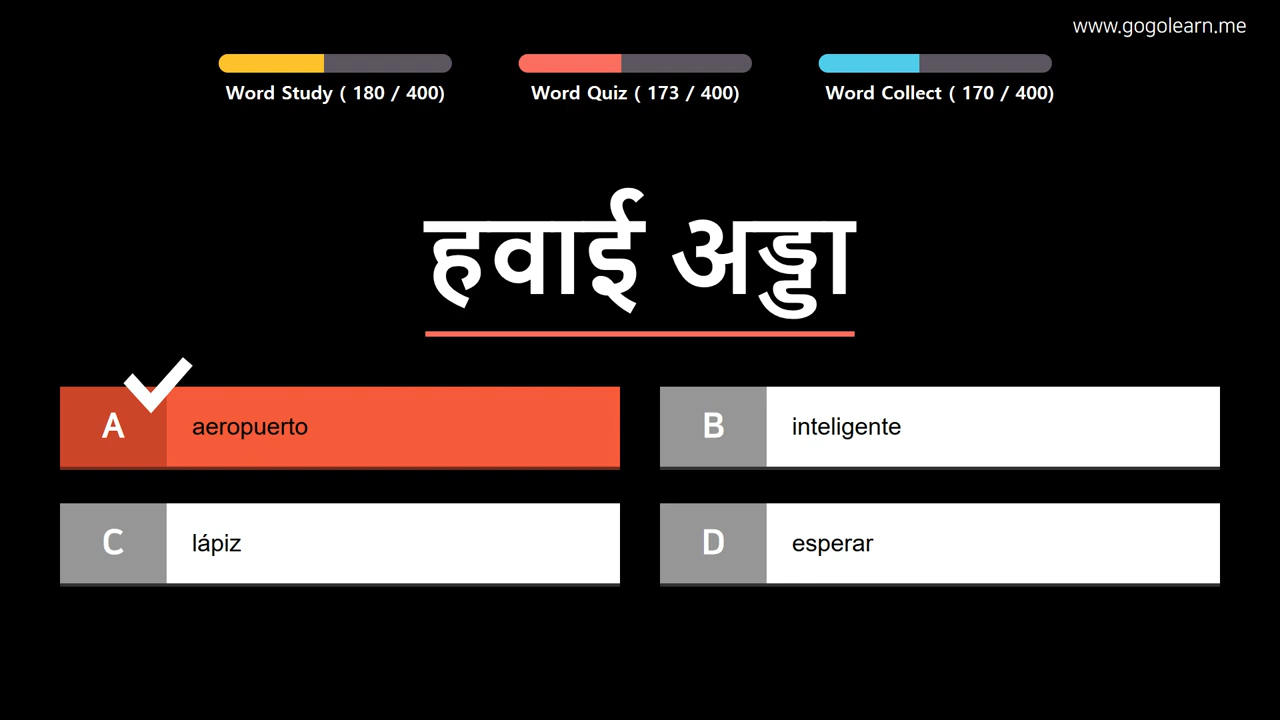 www.gogolearn.me
Word Study ( 180 / 400)
Word Quiz ( 173 / 400)
Word Collect ( 170 / 400)
हवाई अड्डा
A
aeropuerto
B
inteligente
C
lápiz
D
esperar